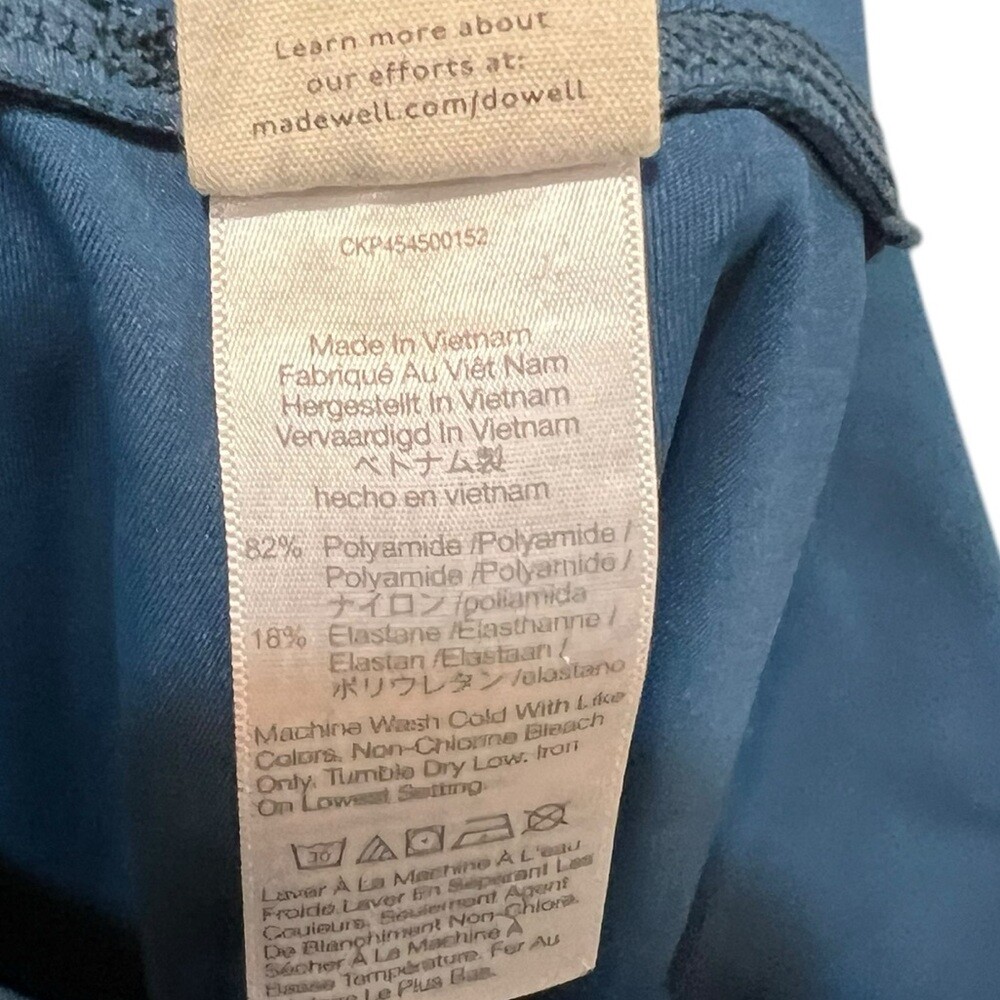 Learn more about
our efforts at:
madewell.com/dowell
CKP454500152
Made In Vietnam
Fabriqué Au Viêt Nam
Hergestellt In Vietnam
Vervaardigd In Vietnam
ベトナム製
hecho en vietnam
82% Polyamide /Polyamide /
Polyamide /Polyamide /
ナイロン /poliamida
18% Elastane /Élasthanne /
Elastan /Elastaan /
ポリウレタン /elastano
Machine Wash Cold With Like
Colors. Non-Chlorine Bleach
Only. Tumble Dry Low. Iron
On Lowest Setting.
30
Laver À La Machine À L'eau
Froide Laver En Séparant Les
Couleurs. Seulement Agent
De Blanchiment Non-Chloré.
Sécher À La Machine À
Basse Température. Fer Au
Le Plus Bas.